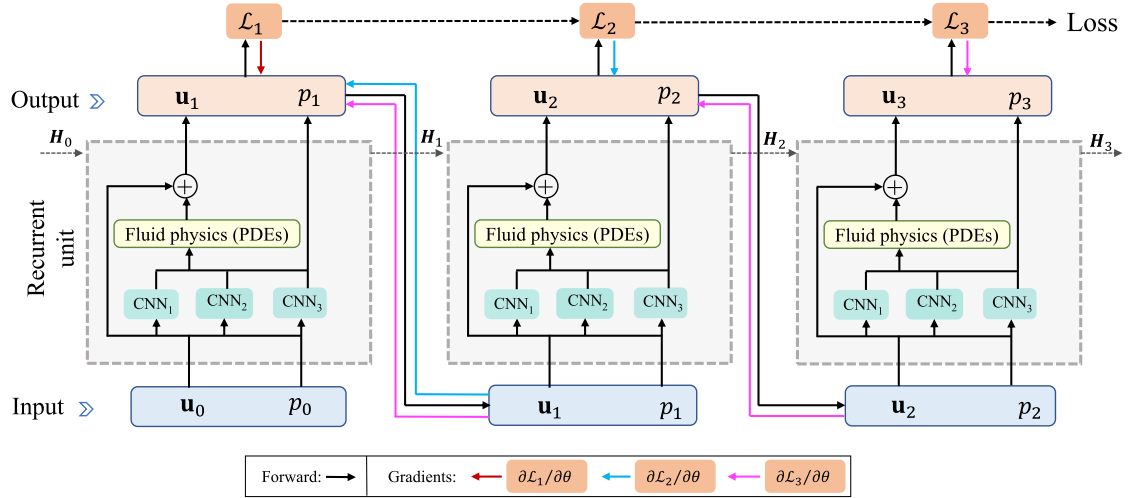 ℒ₁ ℒ₂ ℒ₃ Loss
Output 𝐮₁ p₁ 𝐮₂ p₂ 𝐮₃ p₃
𝑯₀ 𝑯₁ 𝑯₂ 𝑯₃
+ + +
Fluid physics (PDEs) Fluid physics (PDEs) Fluid physics (PDEs)
Recurrent
unit
CNN₁ CNN₂ CNN₃ CNN₁ CNN₂ CNN₃ CNN₁ CNN₂ CNN₃
Input 𝐮₀ p₀ 𝐮₁ p₁ 𝐮₂ p₂
Forward: Gradients: ∂ℒ₁/∂θ ∂ℒ₂/∂θ ∂ℒ₃/∂θ